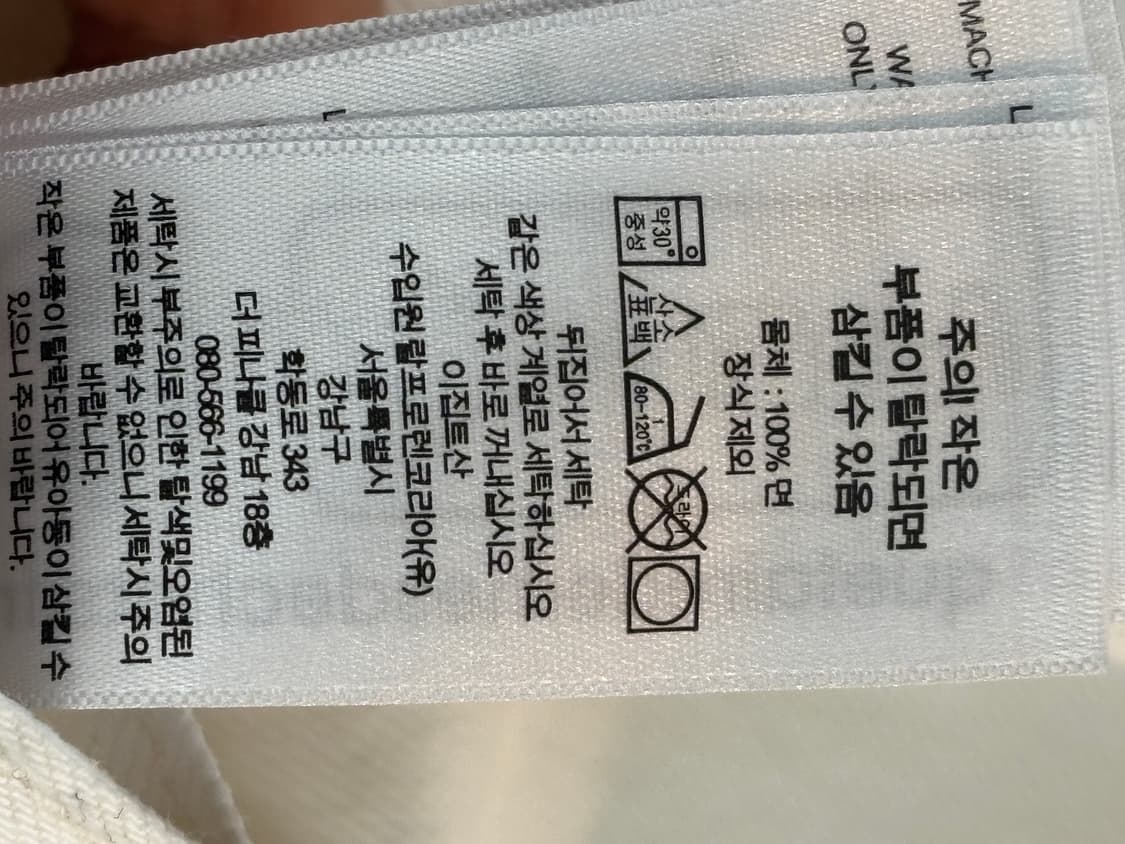 주의 작은
부품이 탈락되면
삼킬 수 있음
몸체 : 100% 면
장식제외
약30°
중성
산소
표백
80~120℃
드라이
뒤집어서 세탁
같은 색상 계열로 세탁하십시오
세탁 후 바로 꺼내십시오
이집트산
수입원 랄프로렌코리아(유)
서울특별시
강남구
학동로 343
더 피나클 강남 18층
080-566-1199
세탁시 부주의로 인한 탈색및오염된
제품은 교환할 수 없으니 세탁시 주의
바랍니다.
작은 부품이 탈락되어 유아동이 삼킬 수
있으니 주의 바랍니다.